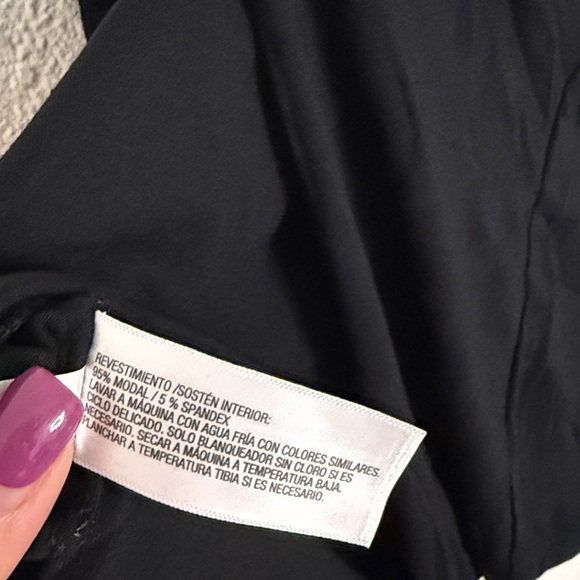 REVESTIMIENTO /SOSTÉN INTERIOR:
95% MODAL / 5 % SPANDEX
LAVAR A MÁQUINA CON AGUA FRÍA CON COLORES SIMILARES.
CICLO DELICADO. SOLO BLANQUEADOR SIN CLORO SI ES
NECESARIO. SECAR A MÁQUINA A TEMPERATURA BAJA.
PLANCHAR A TEMPERATURA TIBIA SI ES NECESARIO.